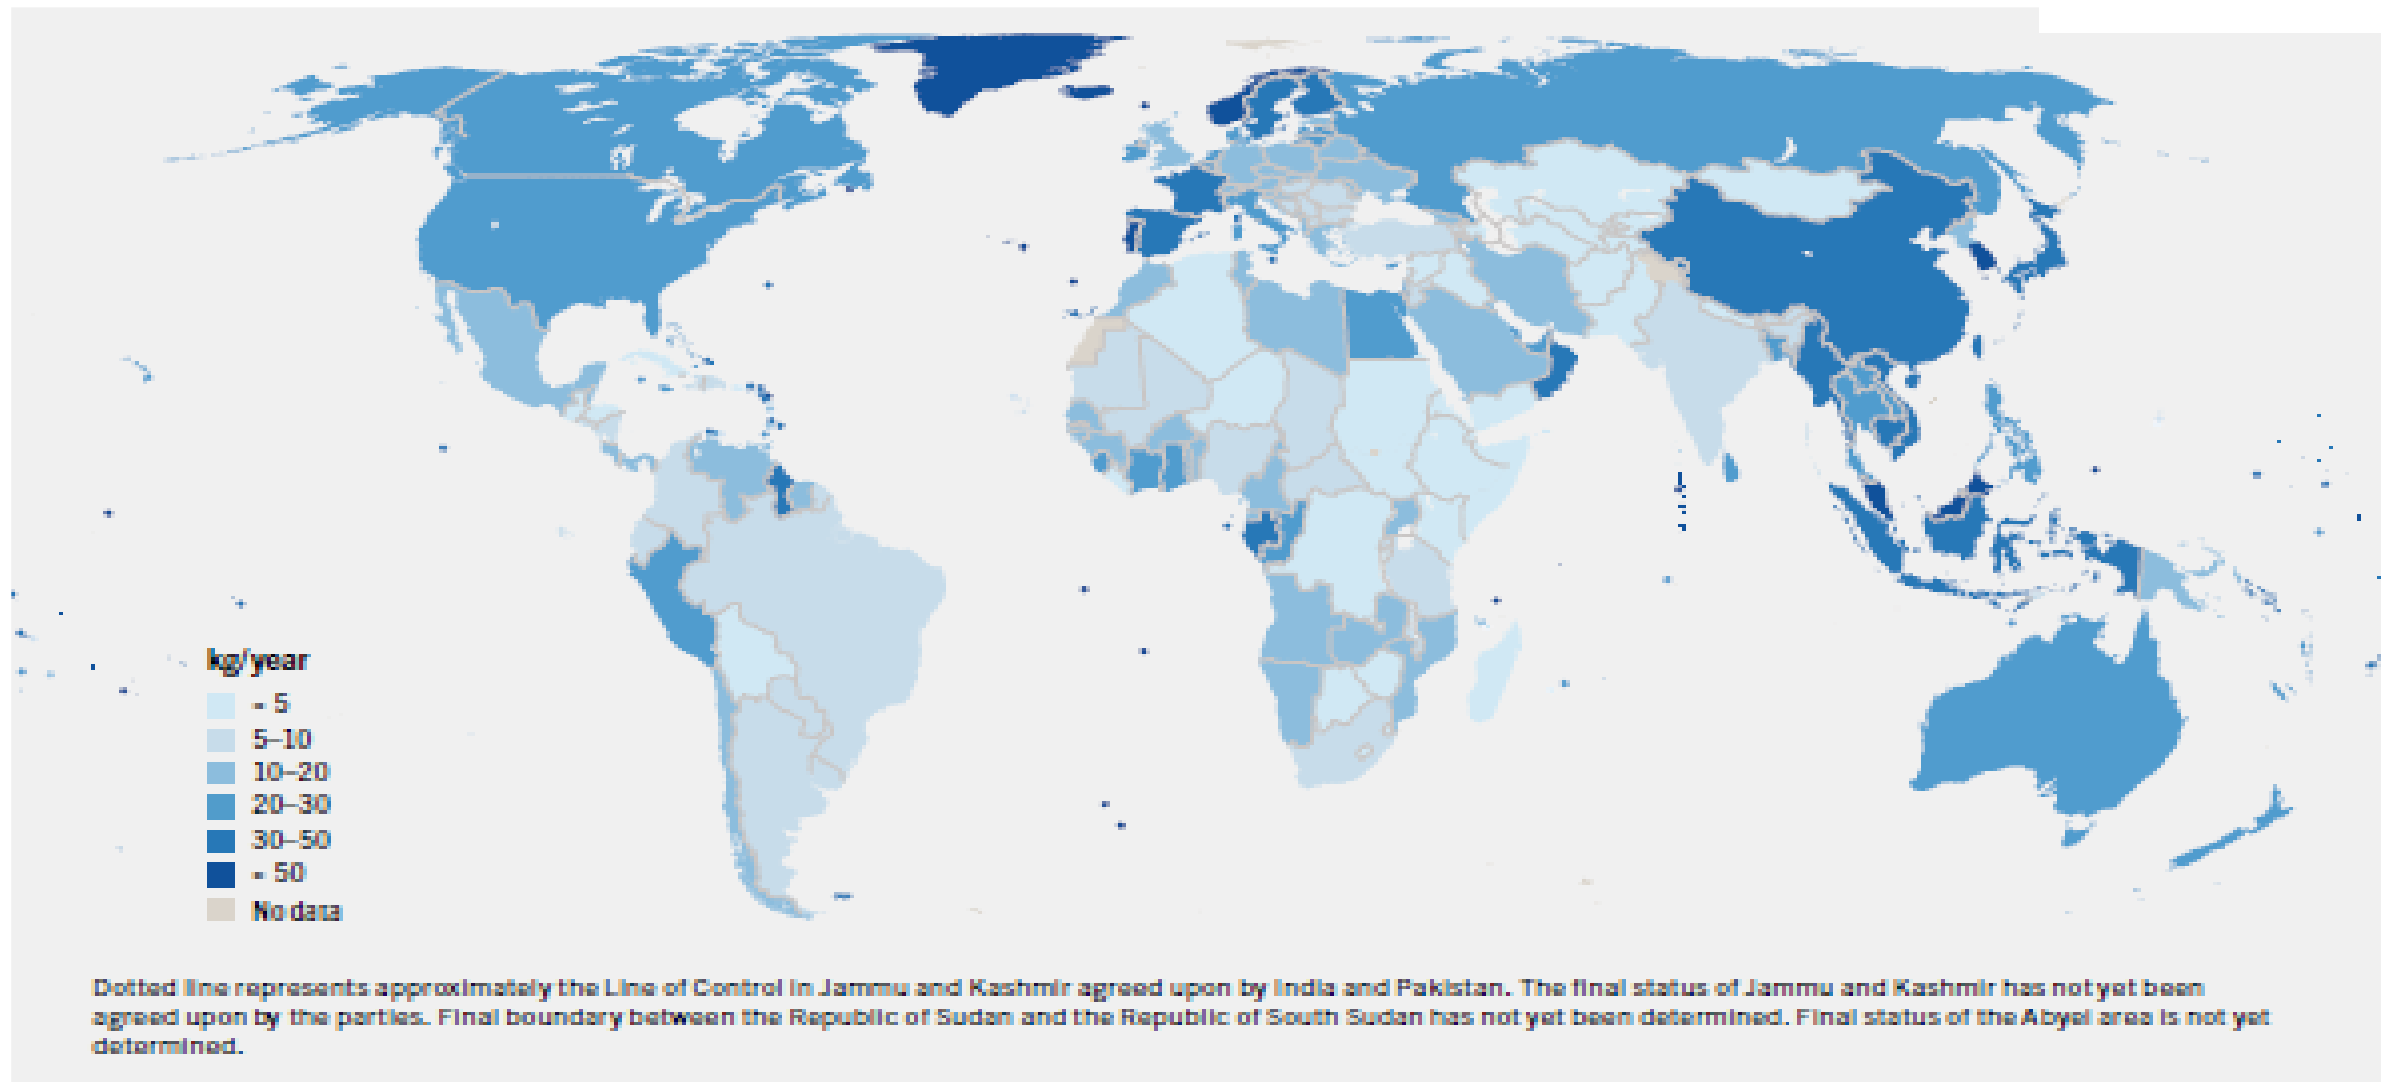 kg/year
< 5
5–10
10–20
20–30
30–50
> 50
No data
Dotted line represents approximately the Line of Control in Jammu and Kashmir agreed upon by India and Pakistan. The final status of Jammu and Kashmir has not yet been
agreed upon by the parties. Final boundary between the Republic of Sudan and the Republic of South Sudan has not yet been determined. Final status of the Abyei area is not yet
determined.